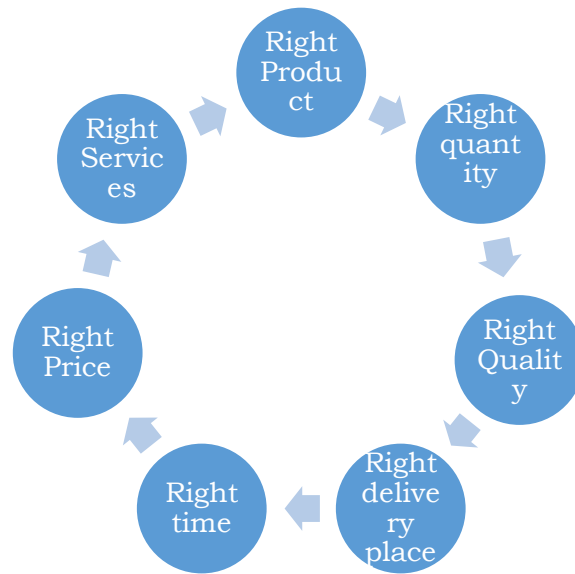 Right
Produ
ct
Right
quant
ity
Right
Qualit
y
Right
delive
ry
place
Right
time
Right
Price
Right
Servic
es